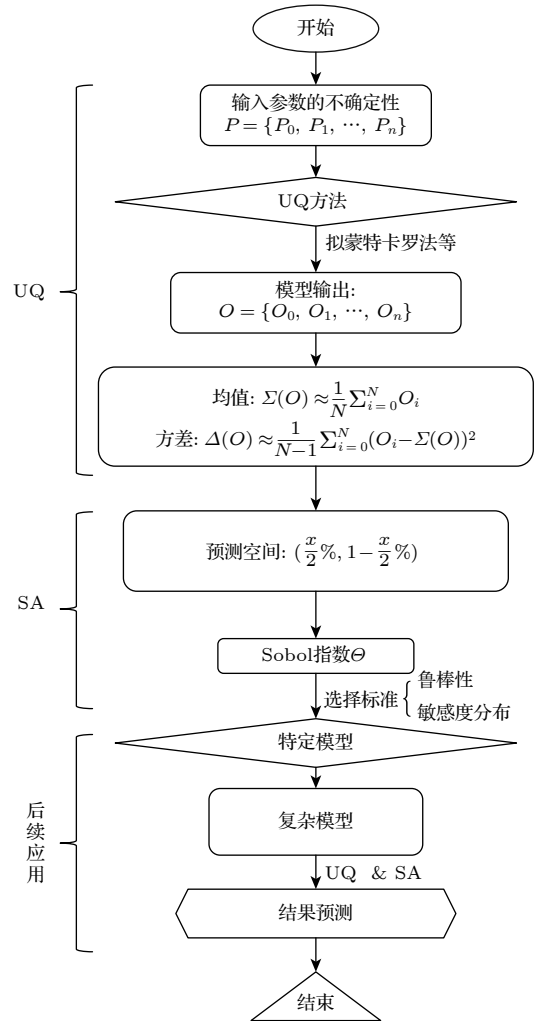 开始
输入参数的不确定性
P = {P₀, P₁, ⋯, Pₙ}
UQ方法
拟蒙特卡罗法等
UQ
模型输出:
O = {O₀, O₁, ⋯, Oₙ}
均值: Σ(O) ≈ 1/N ∑ᵢ₌₀ᴺ Oᵢ
方差: Δ(O) ≈ 1/(N−1) ∑ᵢ₌₀ᴺ (Oᵢ−Σ(O))²
预测空间: (x/2%, 1−x/2%)
SA
Sobol指数Θ
选择标准
鲁棒性
敏感度分布
特定模型
后续应用
复杂模型
UQ & SA
结果预测
结束